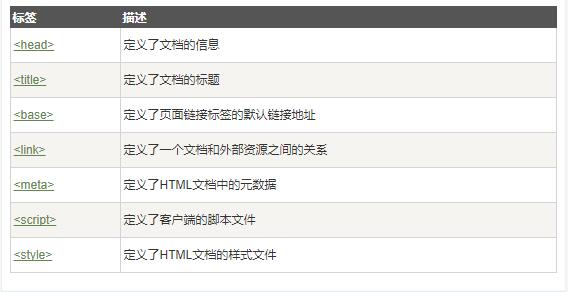 标签 描述
<head> 定义了文档的信息
<title> 定义了文档的标题
<base> 定义了页面链接标签的默认链接地址
<link> 定义了一个文档和外部资源之间的关系
<meta> 定义了HTML文档中的元数据
<script> 定义了客户端的脚本文件
<style> 定义了HTML文档的样式文件